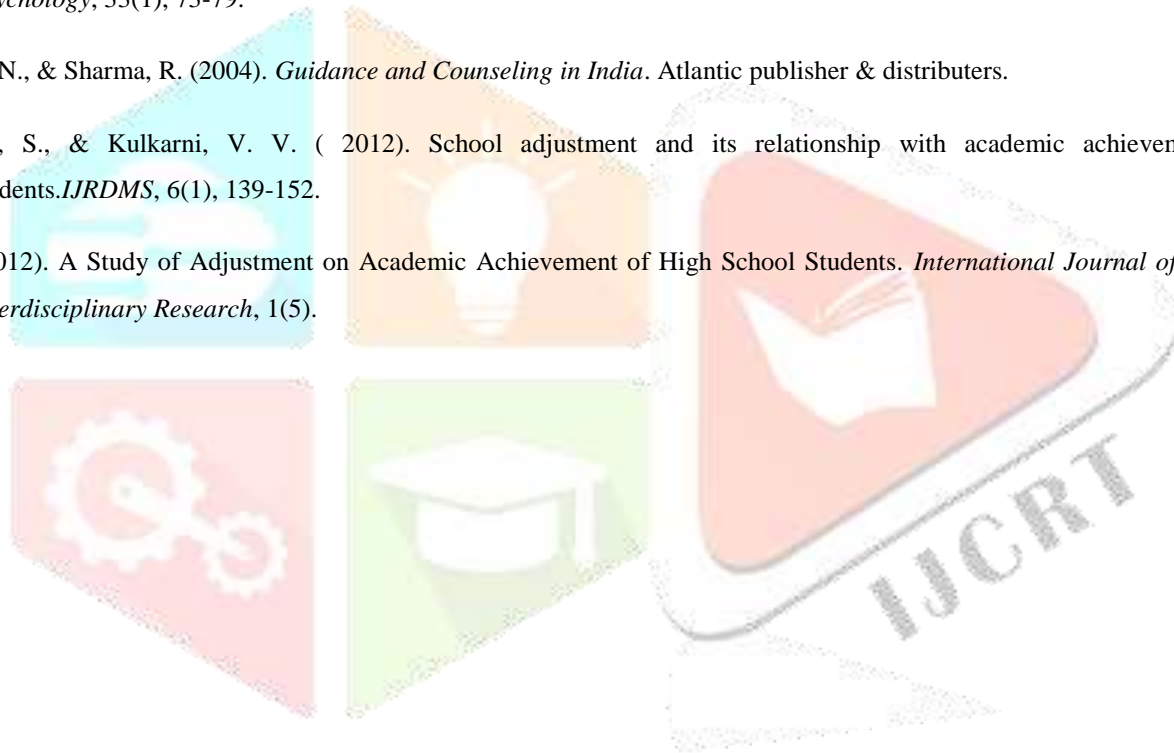 ychology, 33(1), 73-79.
N., & Sharma, R. (2004). Guidance and Counseling in India. Atlantic publisher & distributers.
, S., & Kulkarni, V. V. ( 2012). School adjustment and its relationship with academic achieven
dents.IJRDMS, 6(1), 139-152.
012). A Study of Adjustment on Academic Achievement of High School Students. International Journal of
erdisciplinary Research, 1(5).
IJCRT